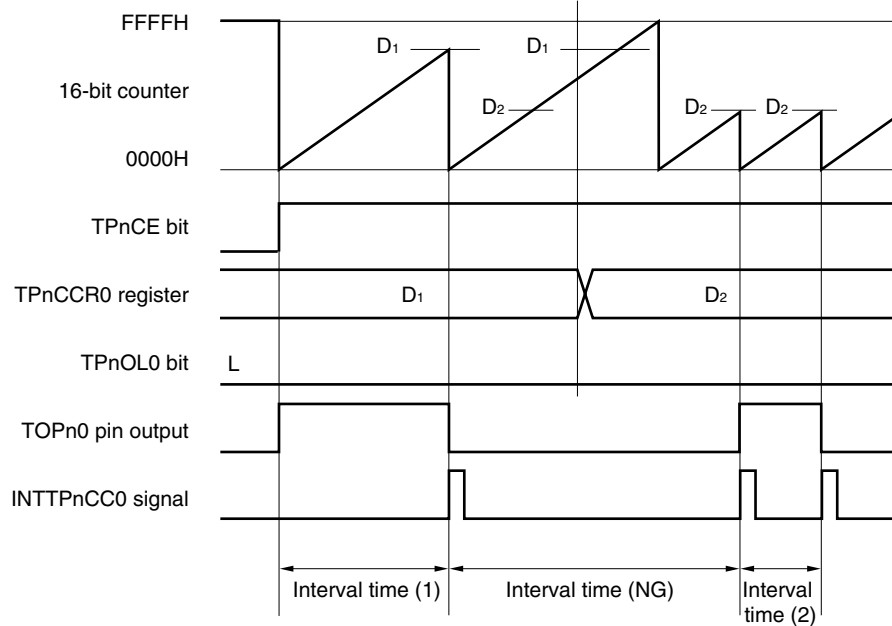 FFFFH
D1
D1
16-bit counter
D2
D2
D2
0000H
TPnCE bit
TPnCCR0 register
D1
D2
TPnOL0 bit
L
TOPn0 pin output
INTTPnCC0 signal
Interval time (1)
Interval time (NG)
Interval
time (2)